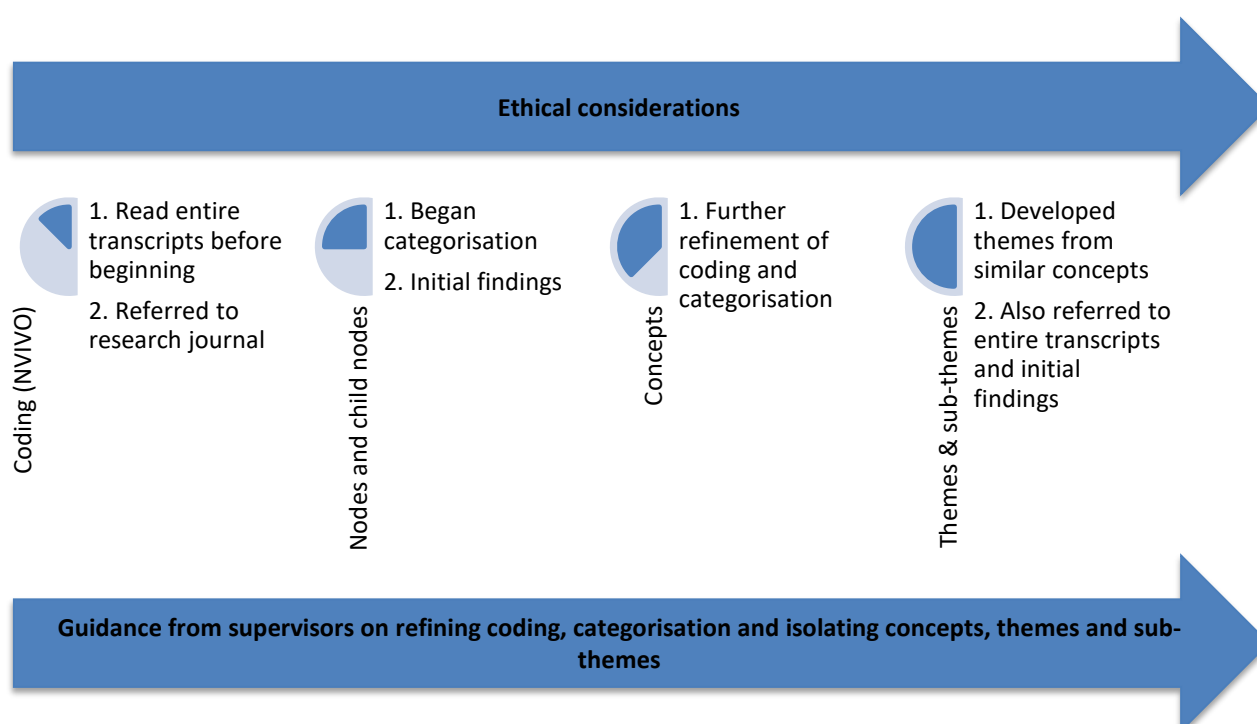 Ethical considerations
Coding (NVIVO)
1. Read entire
transcripts before
beginning
2. Referred to
research journal
Nodes and child nodes
1. Began
categorisation
2. Initial findings
Concepts
1. Further
refinement of
coding and
categorisation
Themes & sub-themes
1. Developed
themes from
similar concepts
2. Also referred to
entire transcripts
and initial
findings
Guidance from supervisors on refining coding, categorisation and isolating concepts, themes and sub-
themes